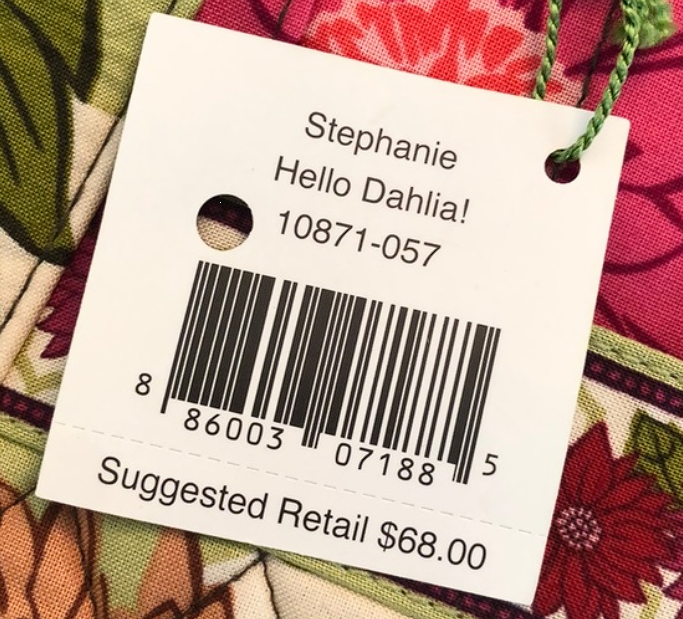 Stephanie
Hello Dahlia!
10871-057
8 86003 07188 5
Suggested Retail $68.00